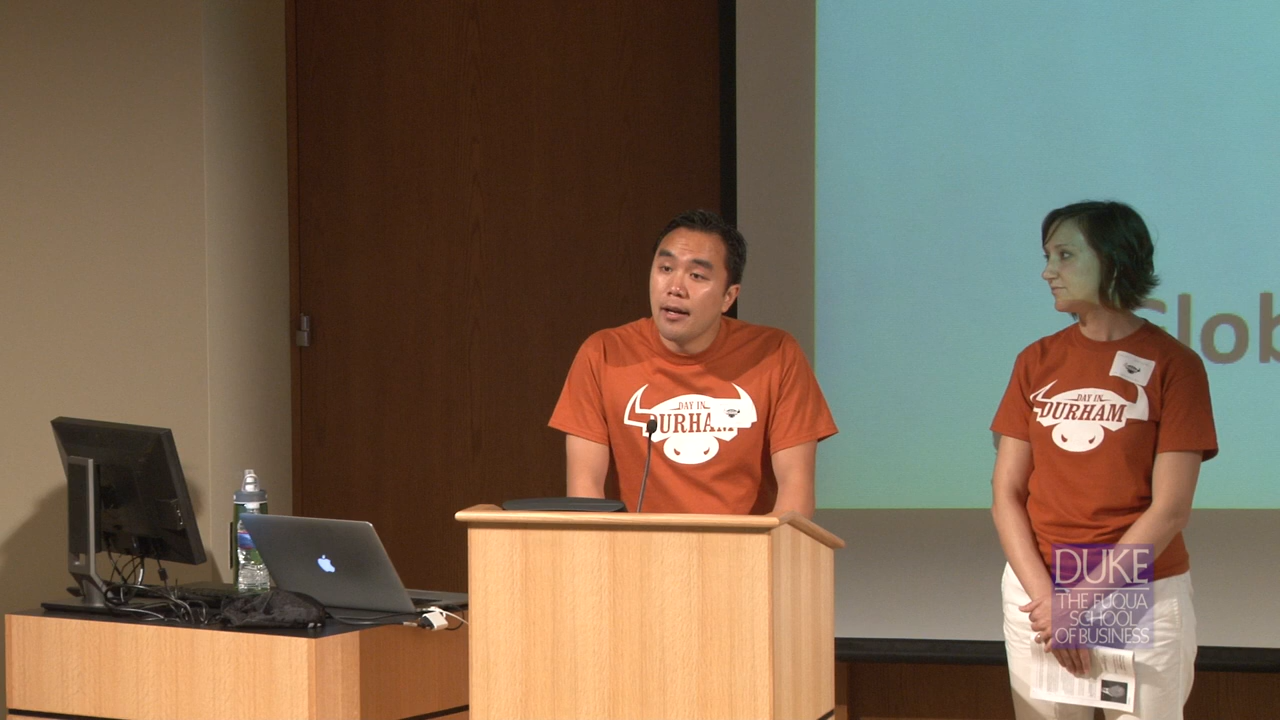 DAY IN
DURHAM
Glob
DAY IN
DURHAM
DUKE
THE FUQUA
SCHOOL
OF BUSINESS